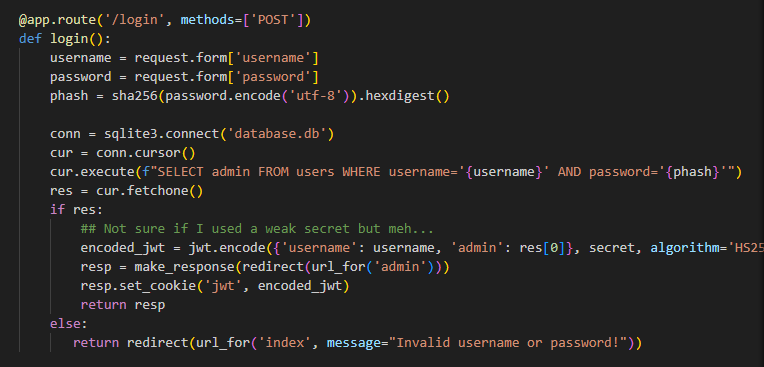 @app.route('/login', methods=['POST'])
def login():
    username = request.form['username']
    password = request.form['password']
    phash = sha256(password.encode('utf-8')).hexdigest()

    conn = sqlite3.connect('database.db')
    cur = conn.cursor()
    cur.execute(f"SELECT admin FROM users WHERE username='{username}' AND password='{phash}'")
    res = cur.fetchone()
    if res:
        ## Not sure if I used a weak secret but meh...
        encoded_jwt = jwt.encode({'username': username, 'admin': res[0]}, secret, algorithm='HS25
        resp = make_response(redirect(url_for('admin')))
        resp.set_cookie('jwt', encoded_jwt)
        return resp
    else:
       return redirect(url_for('index', message="Invalid username or password!"))